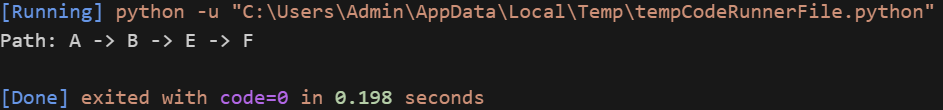 [Running] python -u "C:\Users\Admin\AppData\Local\Temp\tempCodeRunnerFile.python"
Path: A -> B -> E -> F
[Done] exited with code=0 in 0.198 seconds